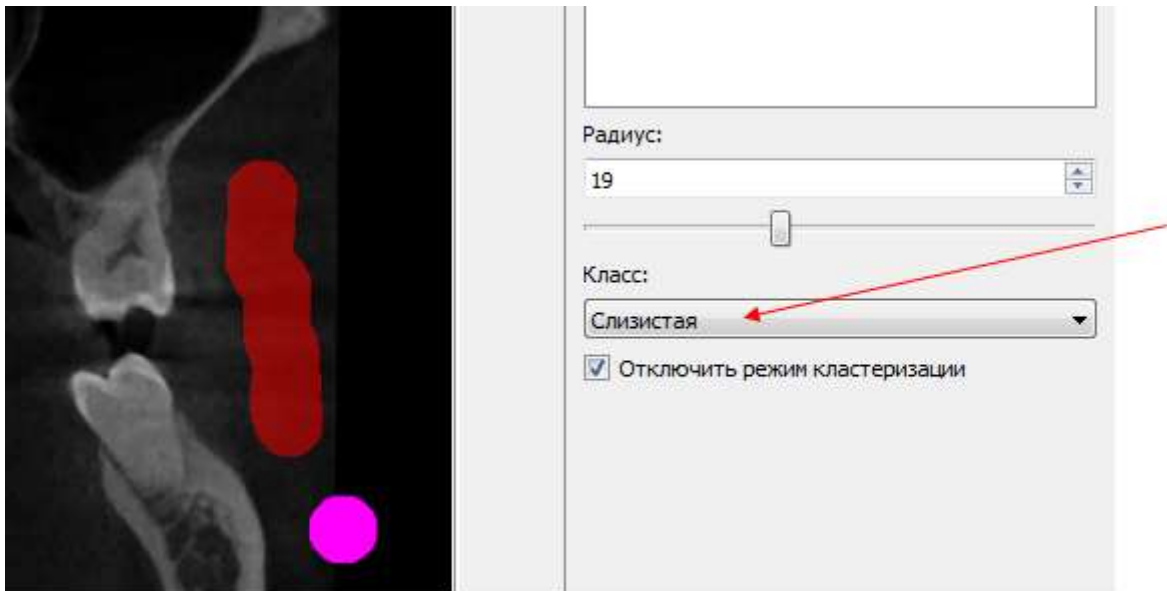 Радиус:
19
Класс:
Слизистая
Отключить режим кластеризации